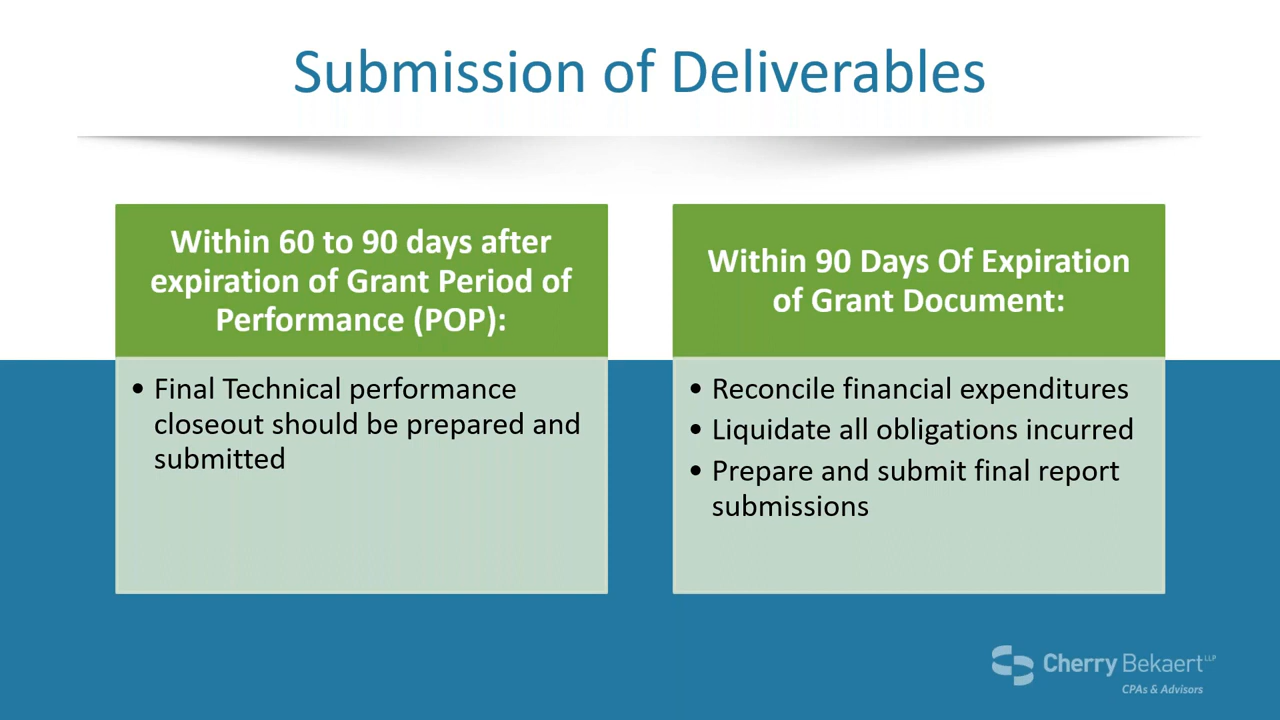 Submission of Deliverables
Within 60 to 90 days after
expiration of Grant Period of
Performance (POP):
• Final Technical performance
closeout should be prepared and
submitted
Within 90 Days Of Expiration
of Grant Document:
• Reconcile financial expenditures
• Liquidate all obligations incurred
• Prepare and submit final report
submissions
Cherry Bekaert LLP
CPAs & Advisors